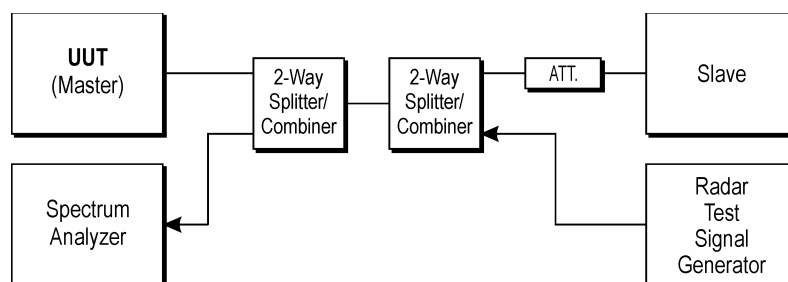 UUT
(Master)
2-Way
Splitter/
Combiner
2-Way
Splitter/
Combiner
ATT.
Slave
Spectrum
Analyzer
Radar
Test
Signal
Generator